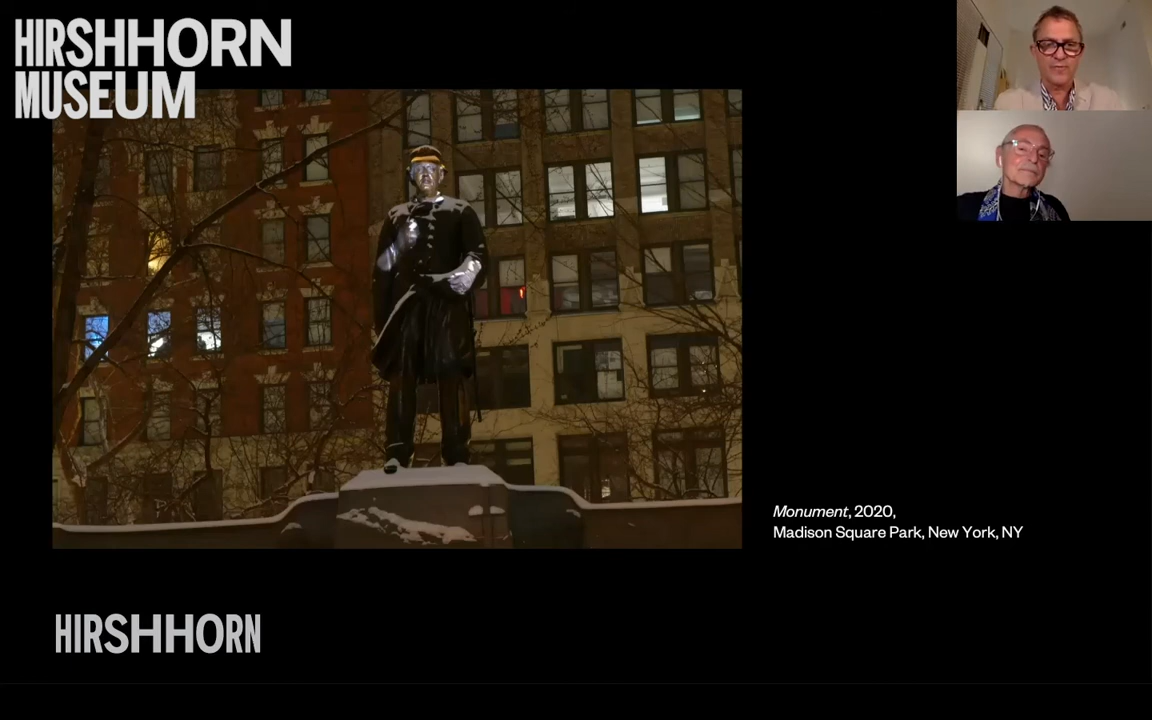 HIRSHHORN
MUSEUM
Monument, 2020,
Madison Square Park, New York, NY
HIRSHHORN